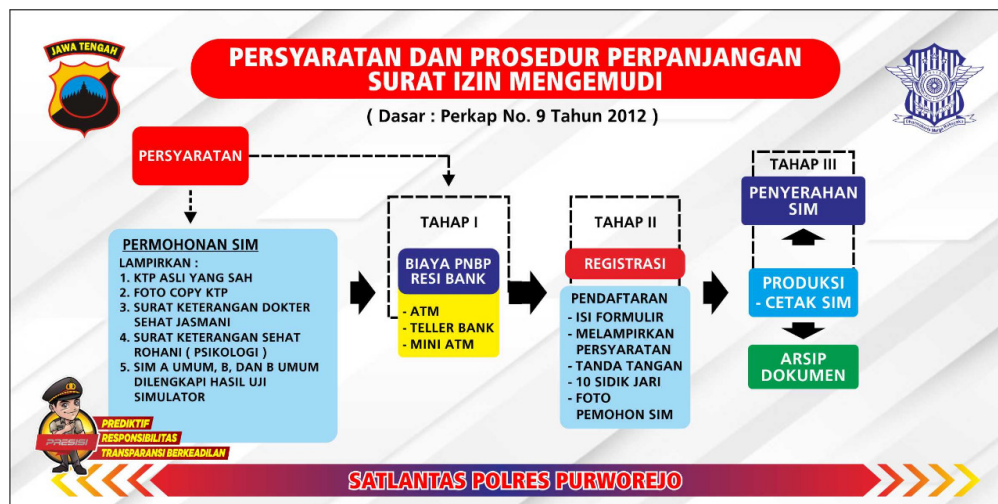 JAWA TENGAH
PERSYARATAN DAN PROSEDUR PERPANJANGAN
SURAT IZIN MENGEMUDI
( Dasar : Perkap No. 9 Tahun 2012 )
PERSYARATAN
PERMOHONAN SIM
LAMPIRKAN :
1. KTP ASLI YANG SAH
2. FOTO COPY KTP
3. SURAT KETERANGAN DOKTER
SEHAT JASMANI
4. SURAT KETERANGAN SEHAT
ROHANI ( PSIKOLOGI )
5. SIM A UMUM, B, DAN B UMUM
DILENGKAPI HASIL UJI
SIMULATOR
TAHAP I
BIAYA PNBP
RESI BANK
- ATM
- TELLER BANK
- MINI ATM
TAHAP II
REGISTRASI
PENDAFTARAN
- ISI FORMULIR
- MELAMPIRKAN
PERSYARATAN
- TANDA TANGAN
- 10 SIDIK JARI
- FOTO
PEMOHON SIM
TAHAP III
PENYERAHAN
SIM
PRODUKSI
- CETAK SIM
ARSIP
DOKUMEN
PRESISI
PREDIKTIF
RESPONSIBILITAS
TRANSPARANSI BERKEADILAN
SATLANTAS POLRES PURWOREJO